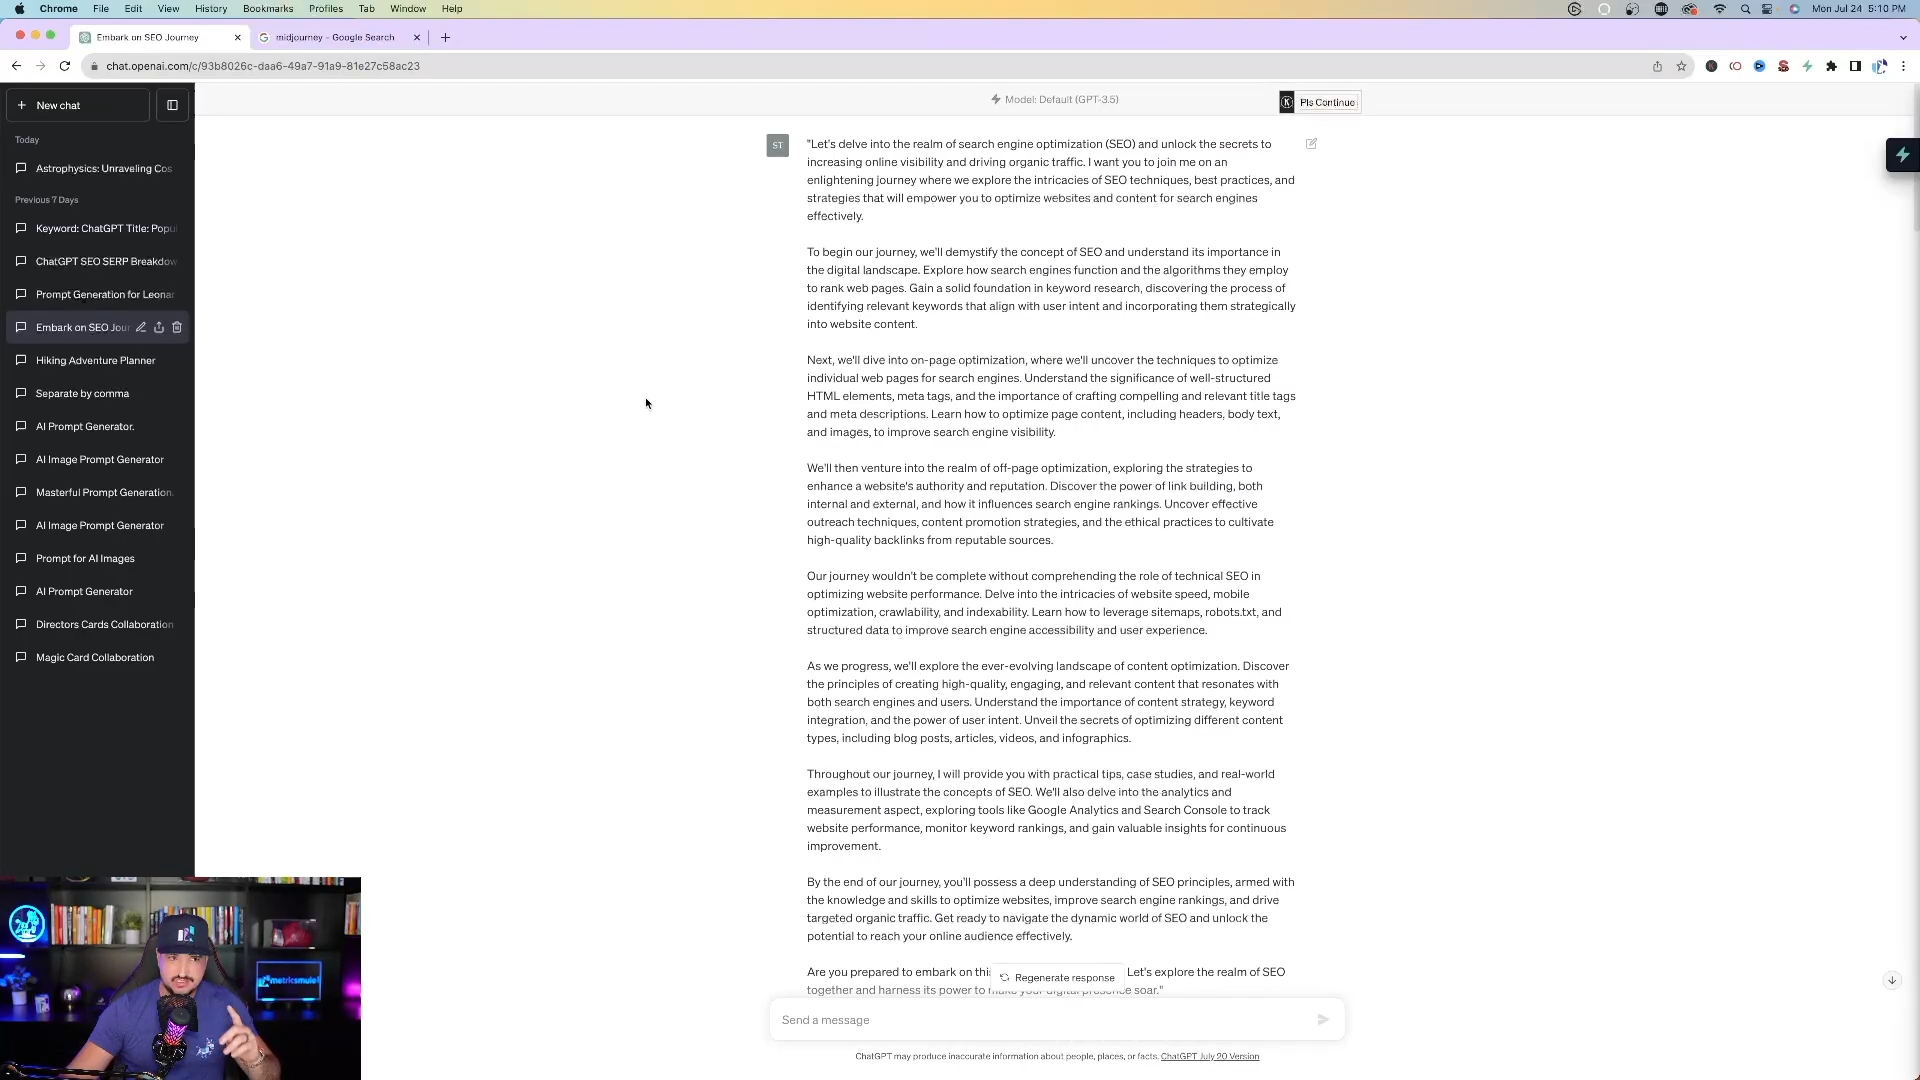 Chrome File Edit View History Bookmarks Profiles Tab Window Help Mon Jul 24 5:10 PM
Embark on SEO Journey midjourney - Google Search
chat.openai.com/c/93b8026c-daa6-49a7-91a9-81e27c58ac23
New chat
Model: Default (GPT-3.5)
Pls Continue
Today
Astrophysics: Unraveling Cos
Previous 7 Days
Keyword: ChatGPT Title: Popu
ChatGPT SEO SERP Breakdow
Prompt Generation for Leonar
Embark on SEO Jour
Hiking Adventure Planner
Separate by comma
AI Prompt Generator.
AI Image Prompt Generator
Masterful Prompt Generation.
AI Image Prompt Generator
Prompt for AI Images
AI Prompt Generator
Directors Cards Collaboration
Magic Card Collaboration
ST
"Let's delve into the realm of search engine optimization (SEO) and unlock the secrets to
increasing online visibility and driving organic traffic. I want you to join me on an
enlightening journey where we explore the intricacies of SEO techniques, best practices, and
strategies that will empower you to optimize websites and content for search engines
effectively.
To begin our journey, we'll demystify the concept of SEO and understand its importance in
the digital landscape. Explore how search engines function and the algorithms they employ
to rank web pages. Gain a solid foundation in keyword research, discovering the process of
identifying relevant keywords that align with user intent and incorporating them strategically
into website content.
Next, we'll dive into on-page optimization, where we'll uncover the techniques to optimize
individual web pages for search engines. Understand the significance of well-structured
HTML elements, meta tags, and the importance of crafting compelling and relevant title tags
and meta descriptions. Learn how to optimize page content, including headers, body text,
and images, to improve search engine visibility.
We'll then venture into the realm of off-page optimization, exploring the strategies to
enhance a website's authority and reputation. Discover the power of link building, both
internal and external, and how it influences search engine rankings. Uncover effective
outreach techniques, content promotion strategies, and the ethical practices to cultivate
high-quality backlinks from reputable sources.
Our journey wouldn't be complete without comprehending the role of technical SEO in
optimizing website performance. Delve into the intricacies of website speed, mobile
optimization, crawlability, and indexability. Learn how to leverage sitemaps, robots.txt, and
structured data to improve search engine accessibility and user experience.
As we progress, we'll explore the ever-evolving landscape of content optimization. Discover
the principles of creating high-quality, engaging, and relevant content that resonates with
both search engines and users. Understand the importance of content strategy, keyword
integration, and the power of user intent. Unveil the secrets of optimizing different content
types, including blog posts, articles, videos, and infographics.
Throughout our journey, I will provide you with practical tips, case studies, and real-world
examples to illustrate the concepts of SEO. We'll also delve into the analytics and
measurement aspect, exploring tools like Google Analytics and Search Console to track
website performance, monitor keyword rankings, and gain valuable insights for continuous
improvement.
By the end of our journey, you'll possess a deep understanding of SEO principles, armed with
the knowledge and skills to optimize websites, improve search engine rankings, and drive
targeted organic traffic. Get ready to navigate the dynamic world of SEO and unlock the
potential to reach your online audience effectively.
Are you prepared to embark on this Let's explore the realm of SEO
together and harness its power to make your digital presence soar."
Regenerate response
Send a message
ChatGPT may produce inaccurate information about people, places, or facts. ChatGPT July 20 Version
metricsmule